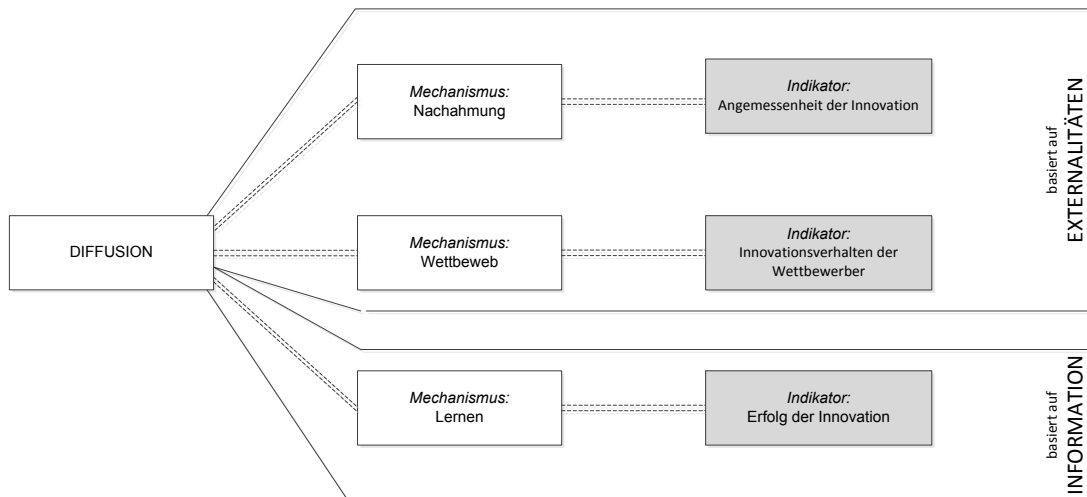 Mechanismus:
Nachahmung
Indikator:
Angemessenheit der Innovation
basiert auf
EXTERNALITÄTEN
DIFFUSION
Mechanismus:
Wettbeweb
Indikator:
Innovationsverhalten der
Wettbewerber
Mechanismus:
Lernen
Indikator:
Erfolg der Innovation
basiert auf
INFORMATION